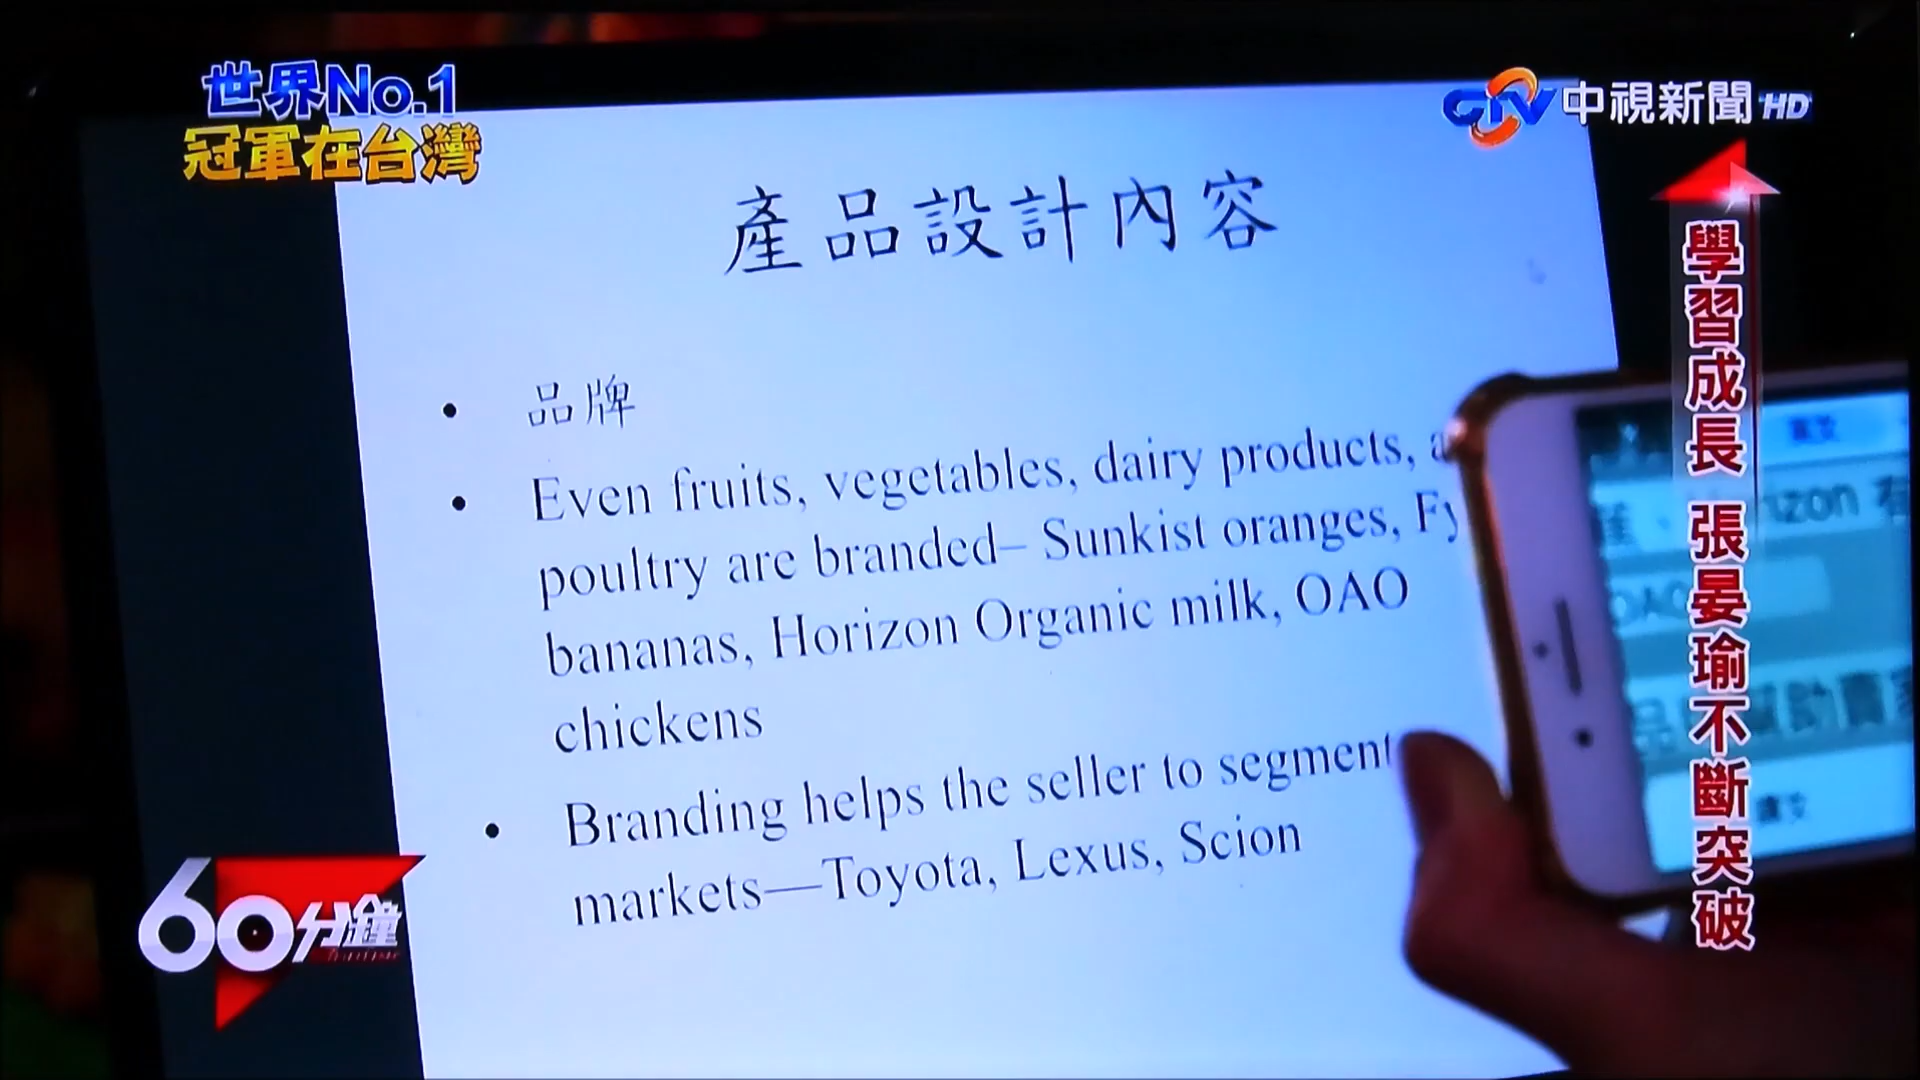 世界No.1
冠軍在台灣
CTV 中視新聞 HD
產品設計內容
• 品牌
• Even fruits, vegetables, dairy products, a
poultry are branded– Sunkist oranges, Fy
bananas, Horizon Organic milk, OAO
chickens
• Branding helps the seller to segment
markets—Toyota, Lexus, Scion
學習成長 張晏瑜不斷突破
60分鐘